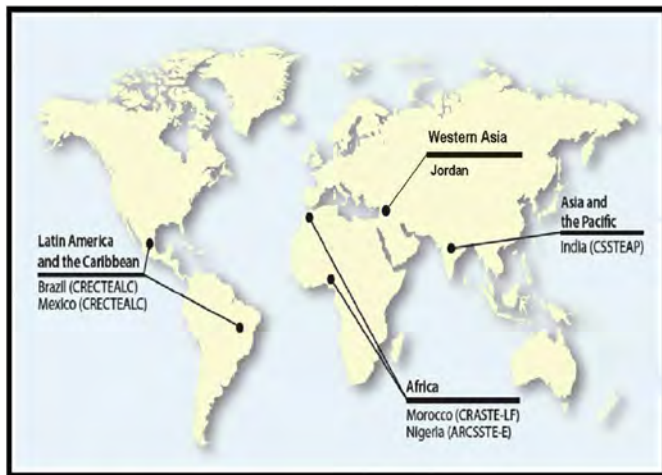 Western Asia
Jordan
Asia and
the Pacific
India (CSSTEAP)
Latin America
and the Caribbean
Brazil (CRECTEALC)
Mexico (CRECTEALC)
Africa
Morocco (CRASTE-LF)
Nigeria (ARCSSTE-E)